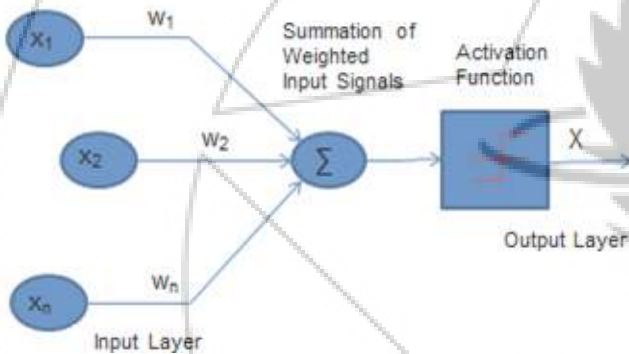 x1
W1
Summation of
Weighted
Input Signals
Activation
Function
x2
W2
Σ
X
Output Layer
xn
Wn
Input Layer